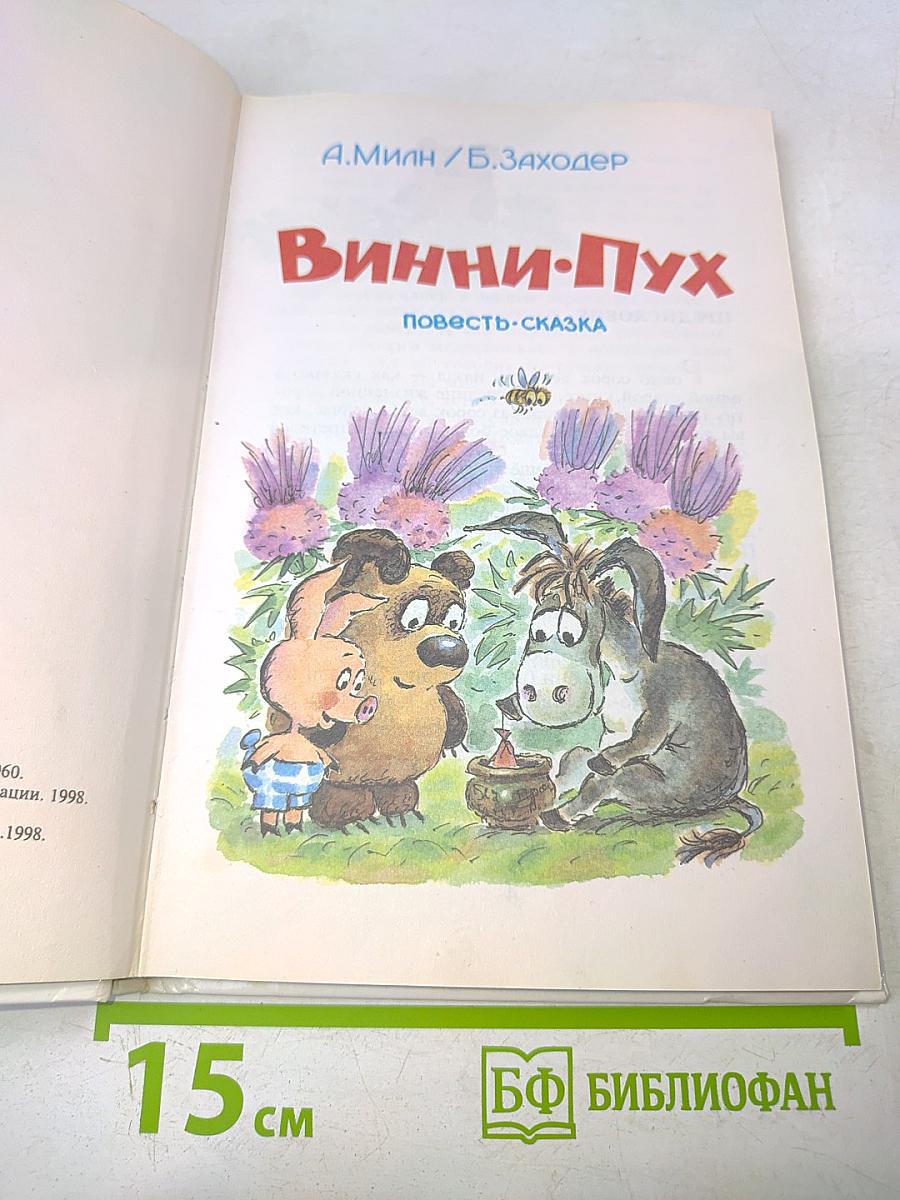 А.Милн / Б.Заходер
Винни-Пух
повесть-сказка
960.
ации. 1998.
.1998.
15 см
БФ БИБЛИОФАН